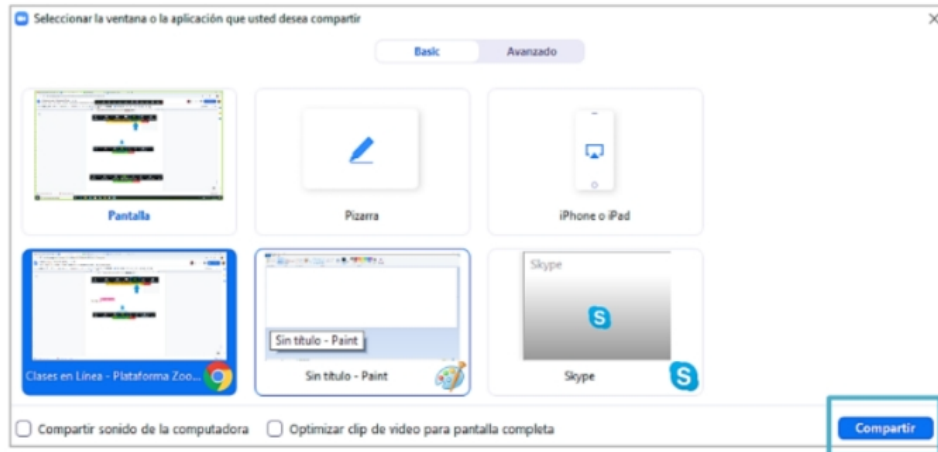 Seleccionar la ventana o la aplicación que usted desea compartir
Basic
Avanzado
Pantalla
Pizarra
iPhone o iPad
Skype
S
Sin título - Paint
Clases en Línea - Plataforma Zoo...
Sin título - Paint
Skype
S
Compartir sonido de la computadora
Optimizar clip de video para pantalla completa
Compartir